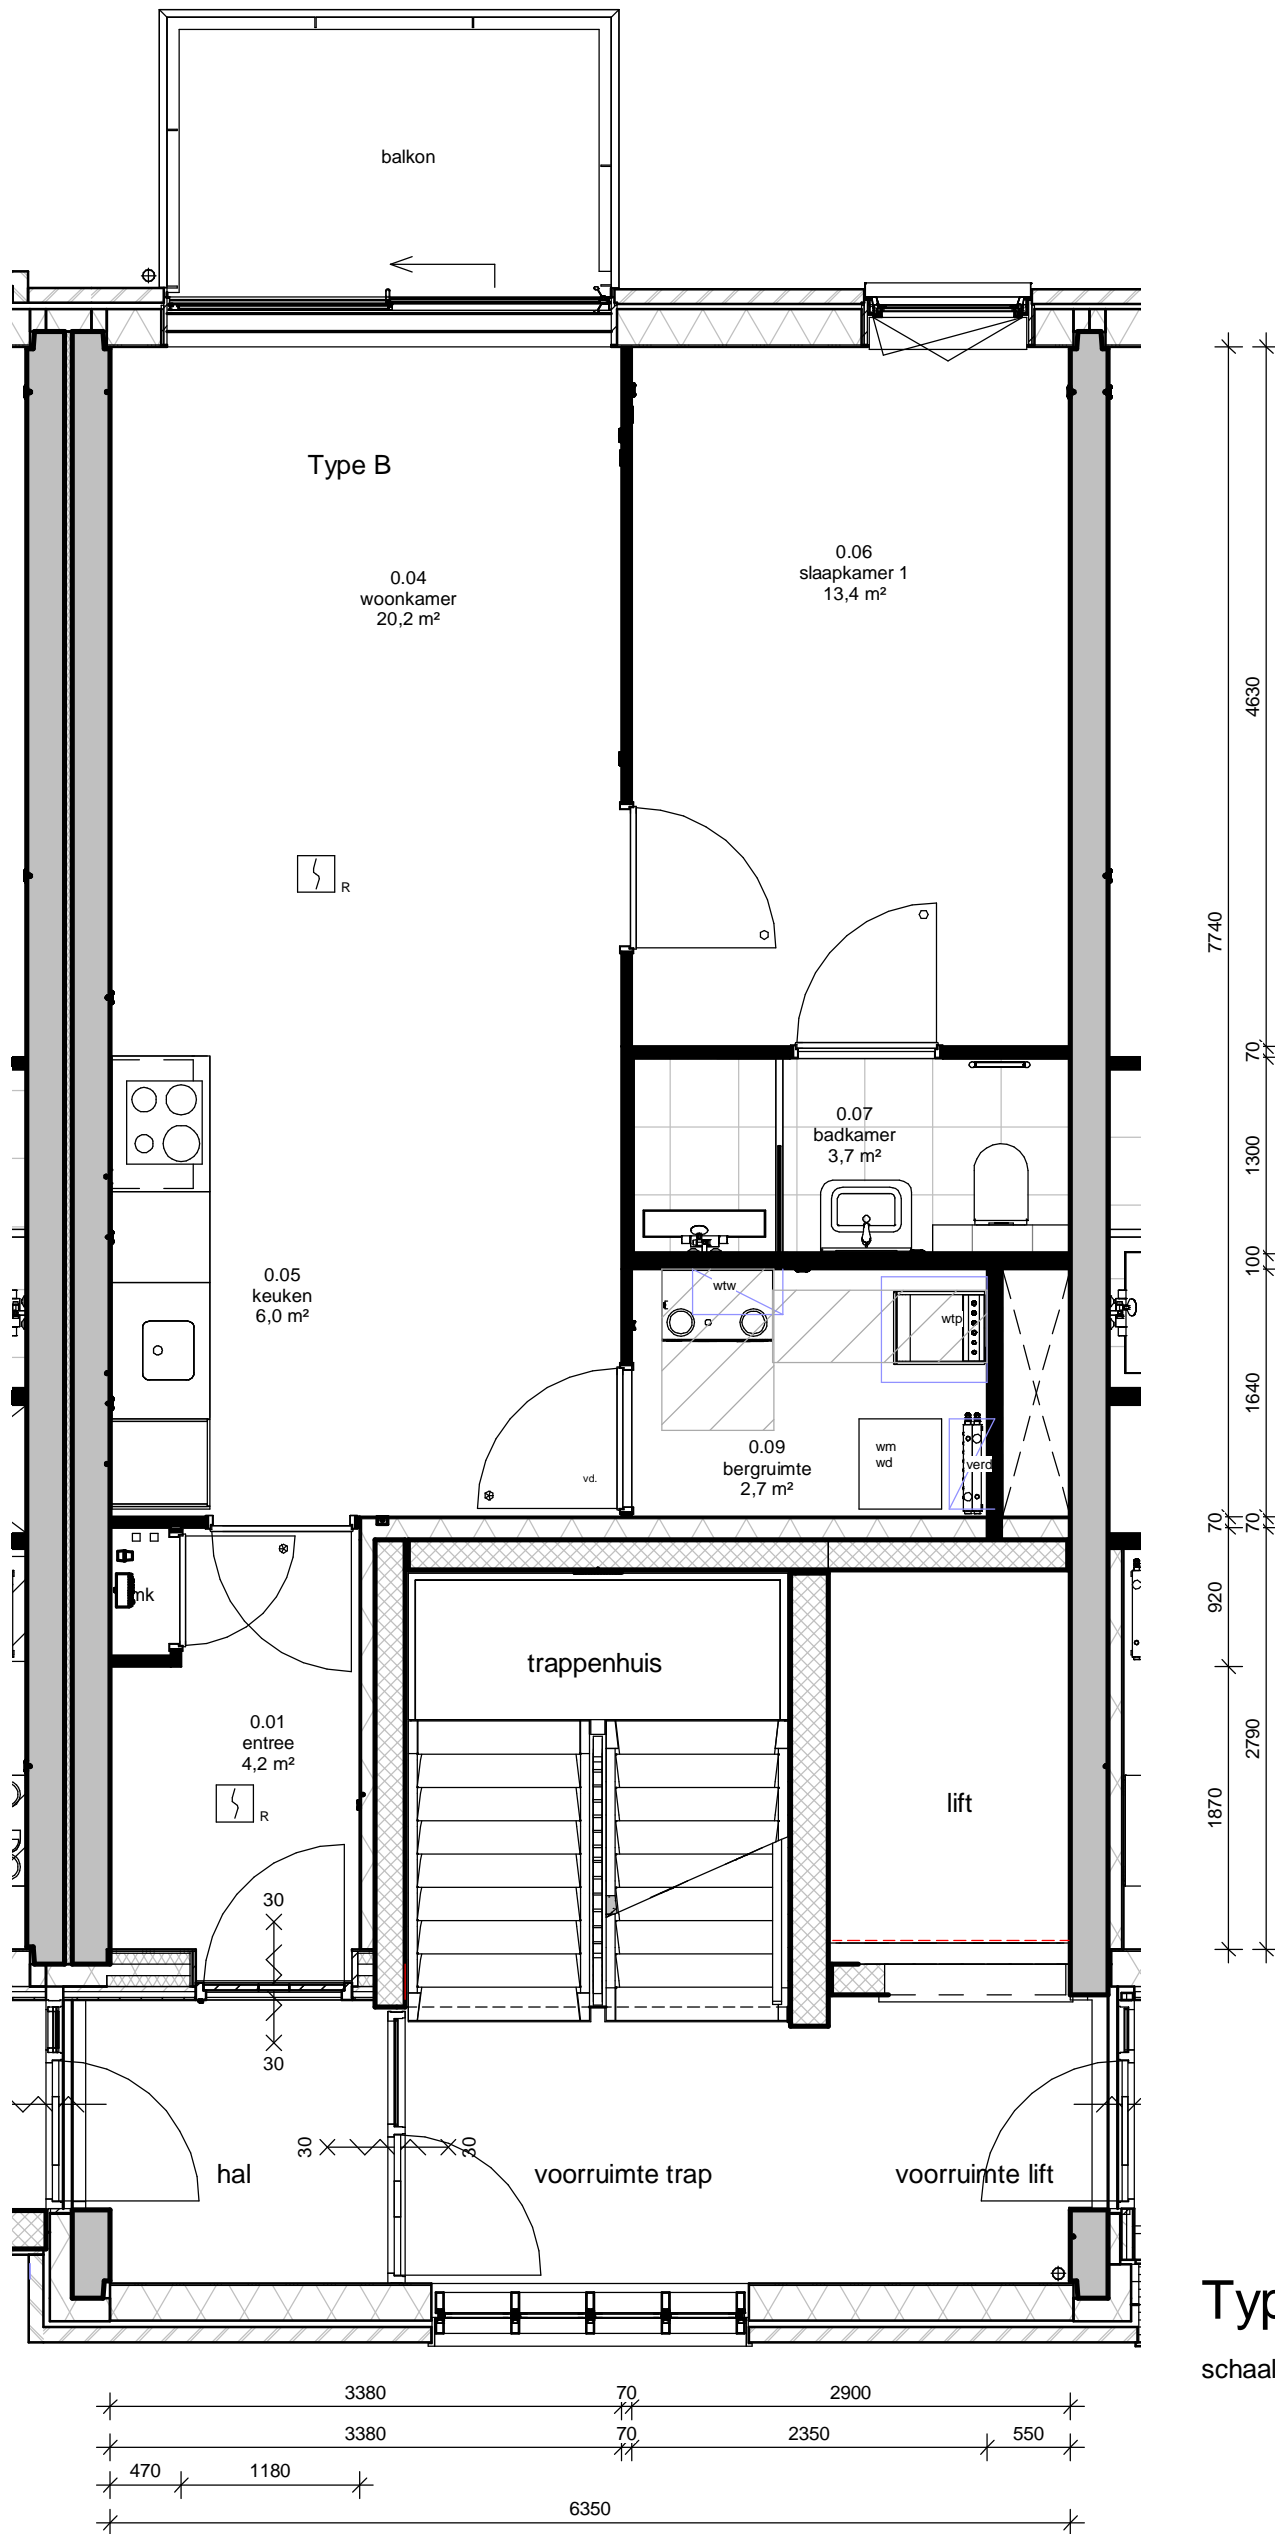 balkon
Type B
0.04
woonkamer
20,2 m²
0.06
slaapkamer 1
13,4 m²
R
0.07
badkamer
3,7 m²
0.05
keuken
6,0 m²
wtw
wtp
0.09
bergruimte
2,7 m²
wm
wd
verd
vd.
mk
trappenhuis
0.01
entree
4,2 m²
R
lift
30
30
30
30
hal
voorruimte trap
voorruimte lift
4630
7740
70
1300
100
1640
70
70
920
2790
1870
Typ
schaal
3380
70
2900
3380
70
2350
550
470
1180
6350